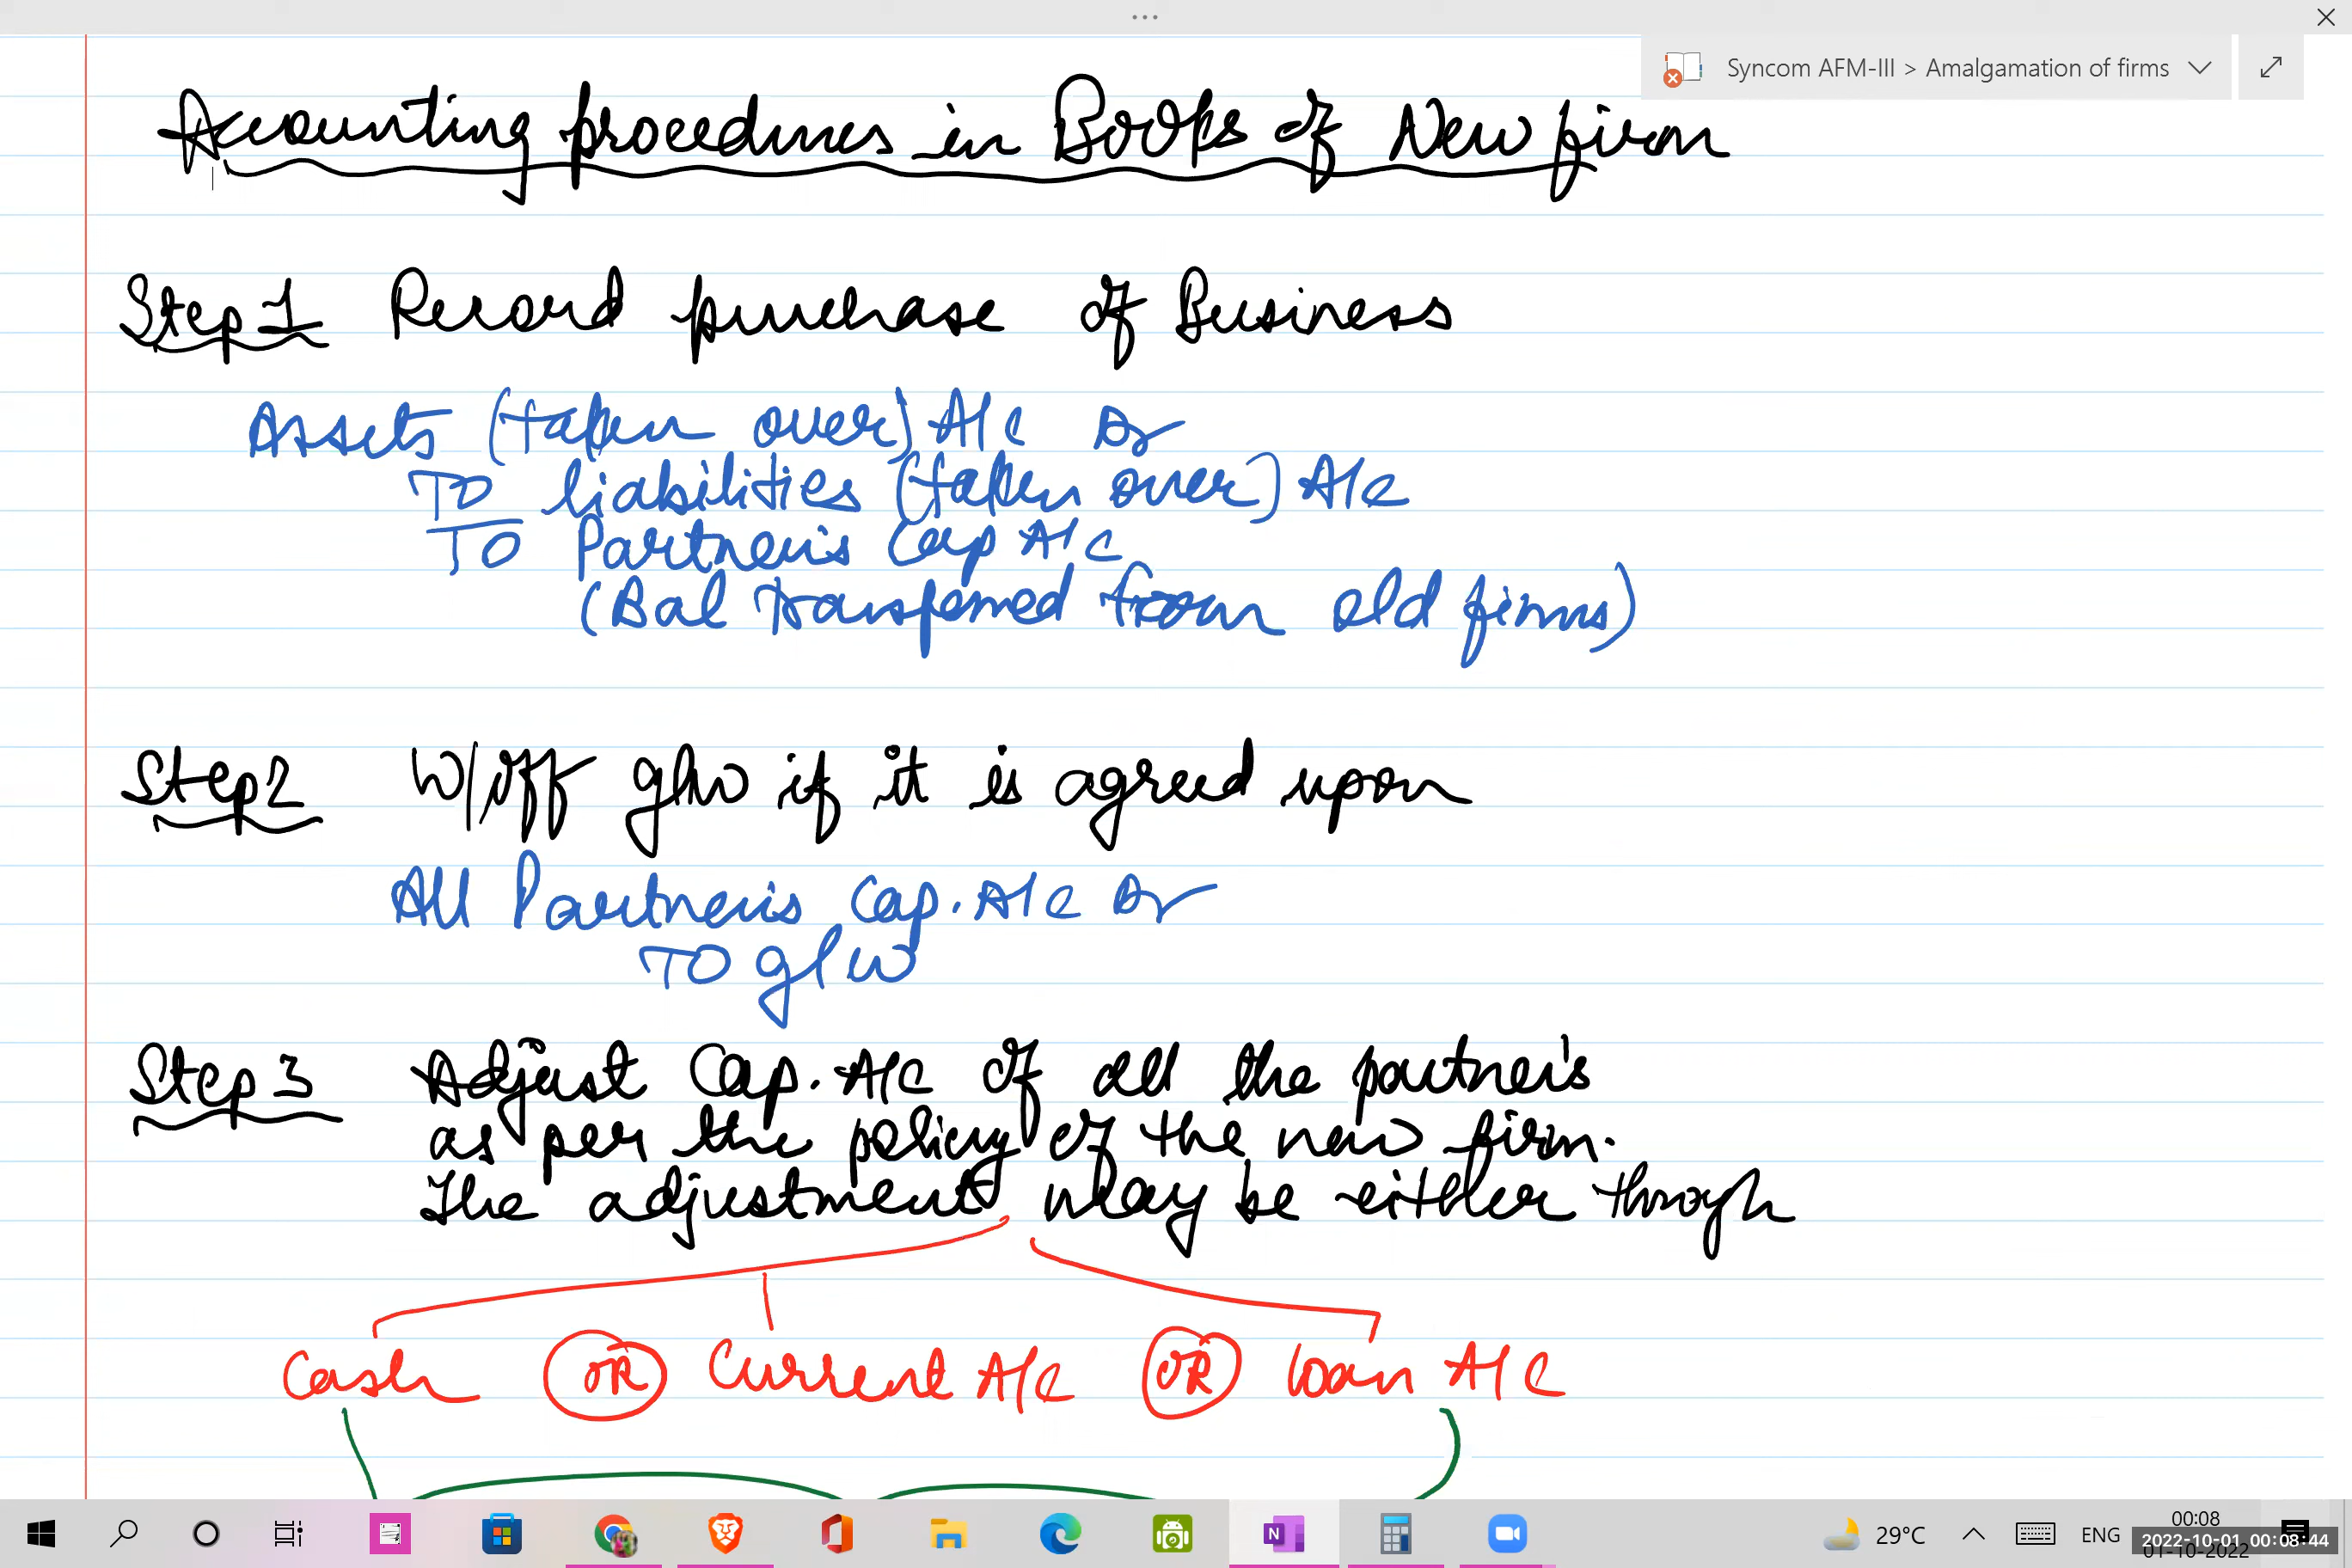 Syncom AFM-III > Amalgamation of firms
Accounting procedures in Books of New firm
Step 1 Record purchase of Business
Assets (taken over) A/c Dr
To liabilities (taken over) A/c
To Partner's Cap A/c
(Bal transferred from old firms)
Step 2 W/off g/w if it is agreed upon
All Partner's Cap. A/c Dr
To g/w
Step 3 Adjust Cap. A/c of all the partner's
as per the policy of the new firm.
The adjustment may be either through
Cash OR Current A/c OR loan A/c
29°C ENG 00:08
2022-10-01 00:08:44
01-10-2022